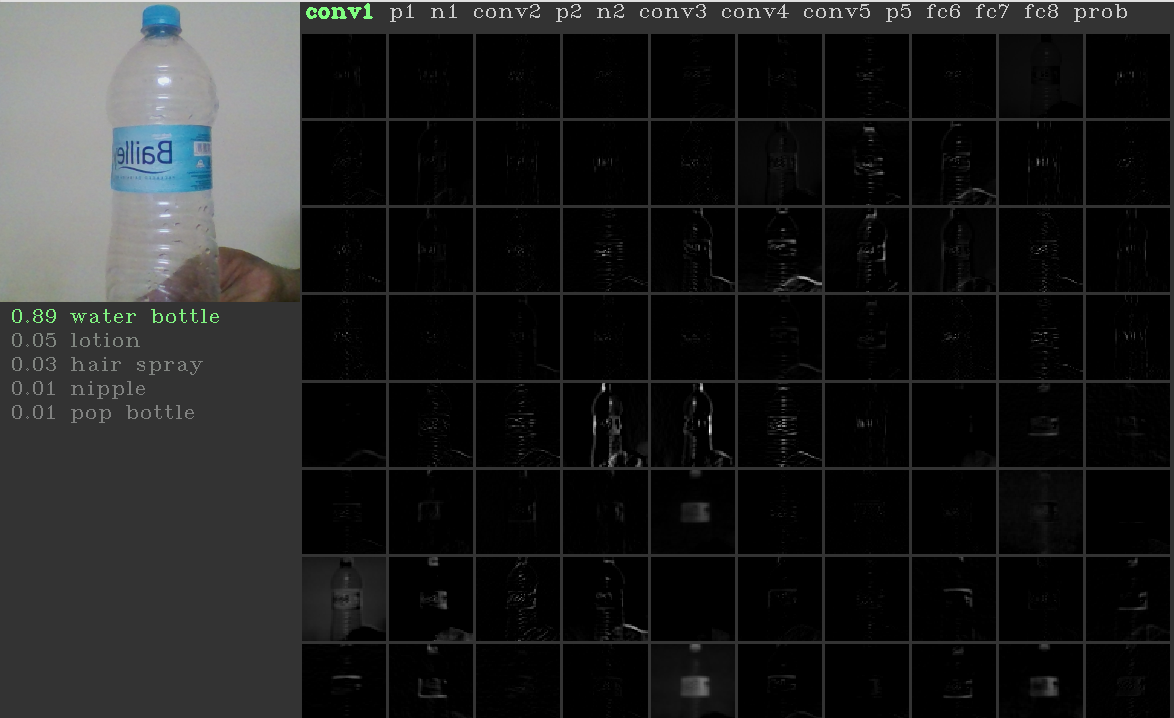 conv1 p1 n1 conv2 p2 n2 conv3 conv4 conv5 p5 fc6 fc7 fc8 prob
Bailley
0.89 water bottle
0.05 lotion
0.03 hair spray
0.01 nipple
0.01 pop bottle